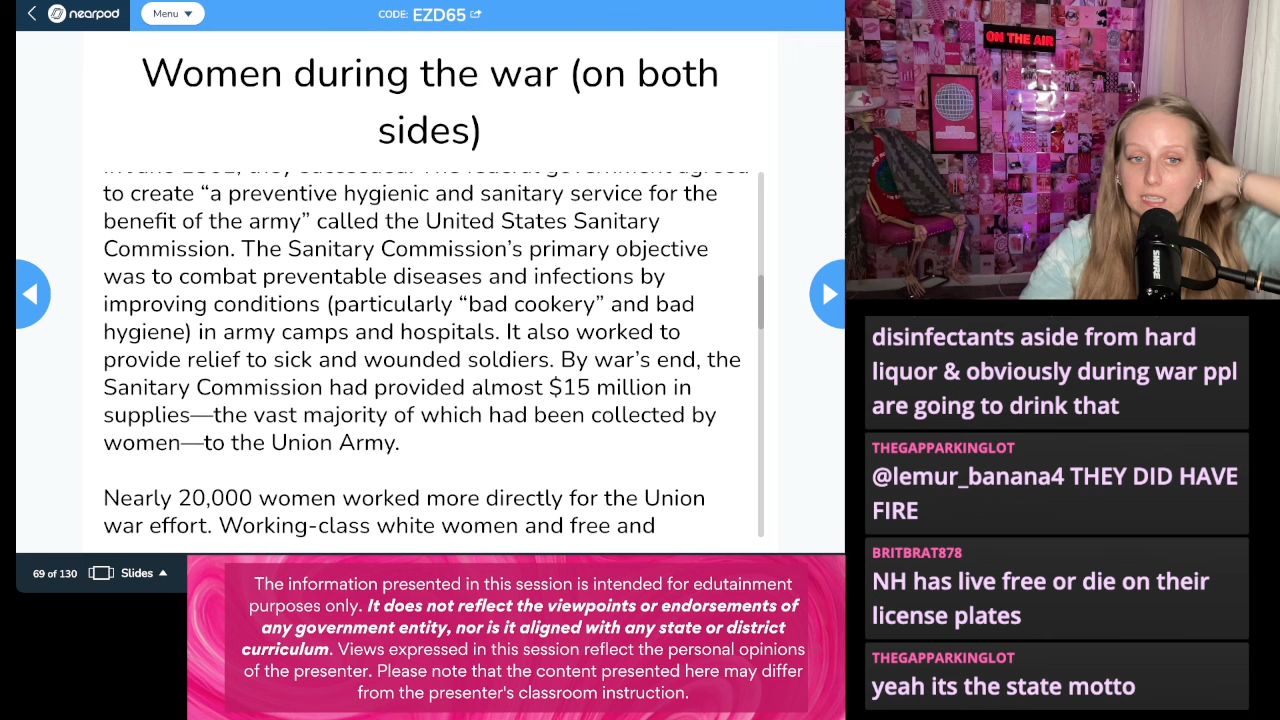 nearpod
Menu
CODE: EZD65
Women during the war (on both
sides)
to create “a preventive hygienic and sanitary service for the
benefit of the army” called the United States Sanitary
Commission. The Sanitary Commission’s primary objective
was to combat preventable diseases and infections by
improving conditions (particularly “bad cookery” and bad
hygiene) in army camps and hospitals. It also worked to
provide relief to sick and wounded soldiers. By war’s end, the
Sanitary Commission had provided almost $15 million in
supplies—the vast majority of which had been collected by
women—to the Union Army.
Nearly 20,000 women worked more directly for the Union
war effort. Working-class white women and free and
69 of 130
Slides
The information presented in this session is intended for edutainment
purposes only. It does not reflect the viewpoints or endorsements of
any government entity, nor is it aligned with any state or district
curriculum. Views expressed in this session reflect the personal opinions
of the presenter. Please note that the content presented here may differ
from the presenter's classroom instruction.
ON THE AIR
SHURE
disinfectants aside from hard
liquor & obviously during war ppl
are going to drink that
THEGAPPARKINGLOT
@lemur_banana4 THEY DID HAVE
FIRE
BRITBRAT878
NH has live free or die on their
license plates
THEGAPPARKINGLOT
yeah its the state motto